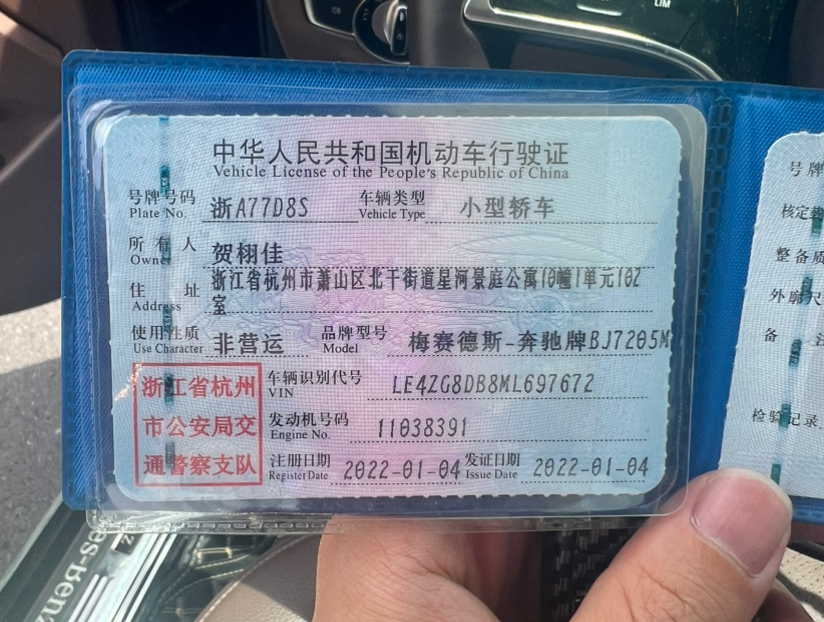 LIM
中华人民共和国机动车行驶证
Vehicle License of the People's Republic of China
号牌号码 浙A77D8S 车辆类型 小型轿车
Plate No. Vehicle Type
所有人 贺栩佳
Owner
浙江省杭州市萧山区北干街道星河景庭公寓10幢1单元102
住址 室
Address
使用性质 非营运 品牌型号 梅赛德斯-奔驰牌BJ7205M
Use Character Model
浙江省杭州 车辆识别代号 LE4ZG8DB8ML697672
VIN
市公安局交 发动机号码 11038391
Engine No.
通警察支队 注册日期 2022-01-04 发证日期 2022-01-04
Register Date Issue Date
号牌
核定载
整备质
外廓尺
备注
检验记录